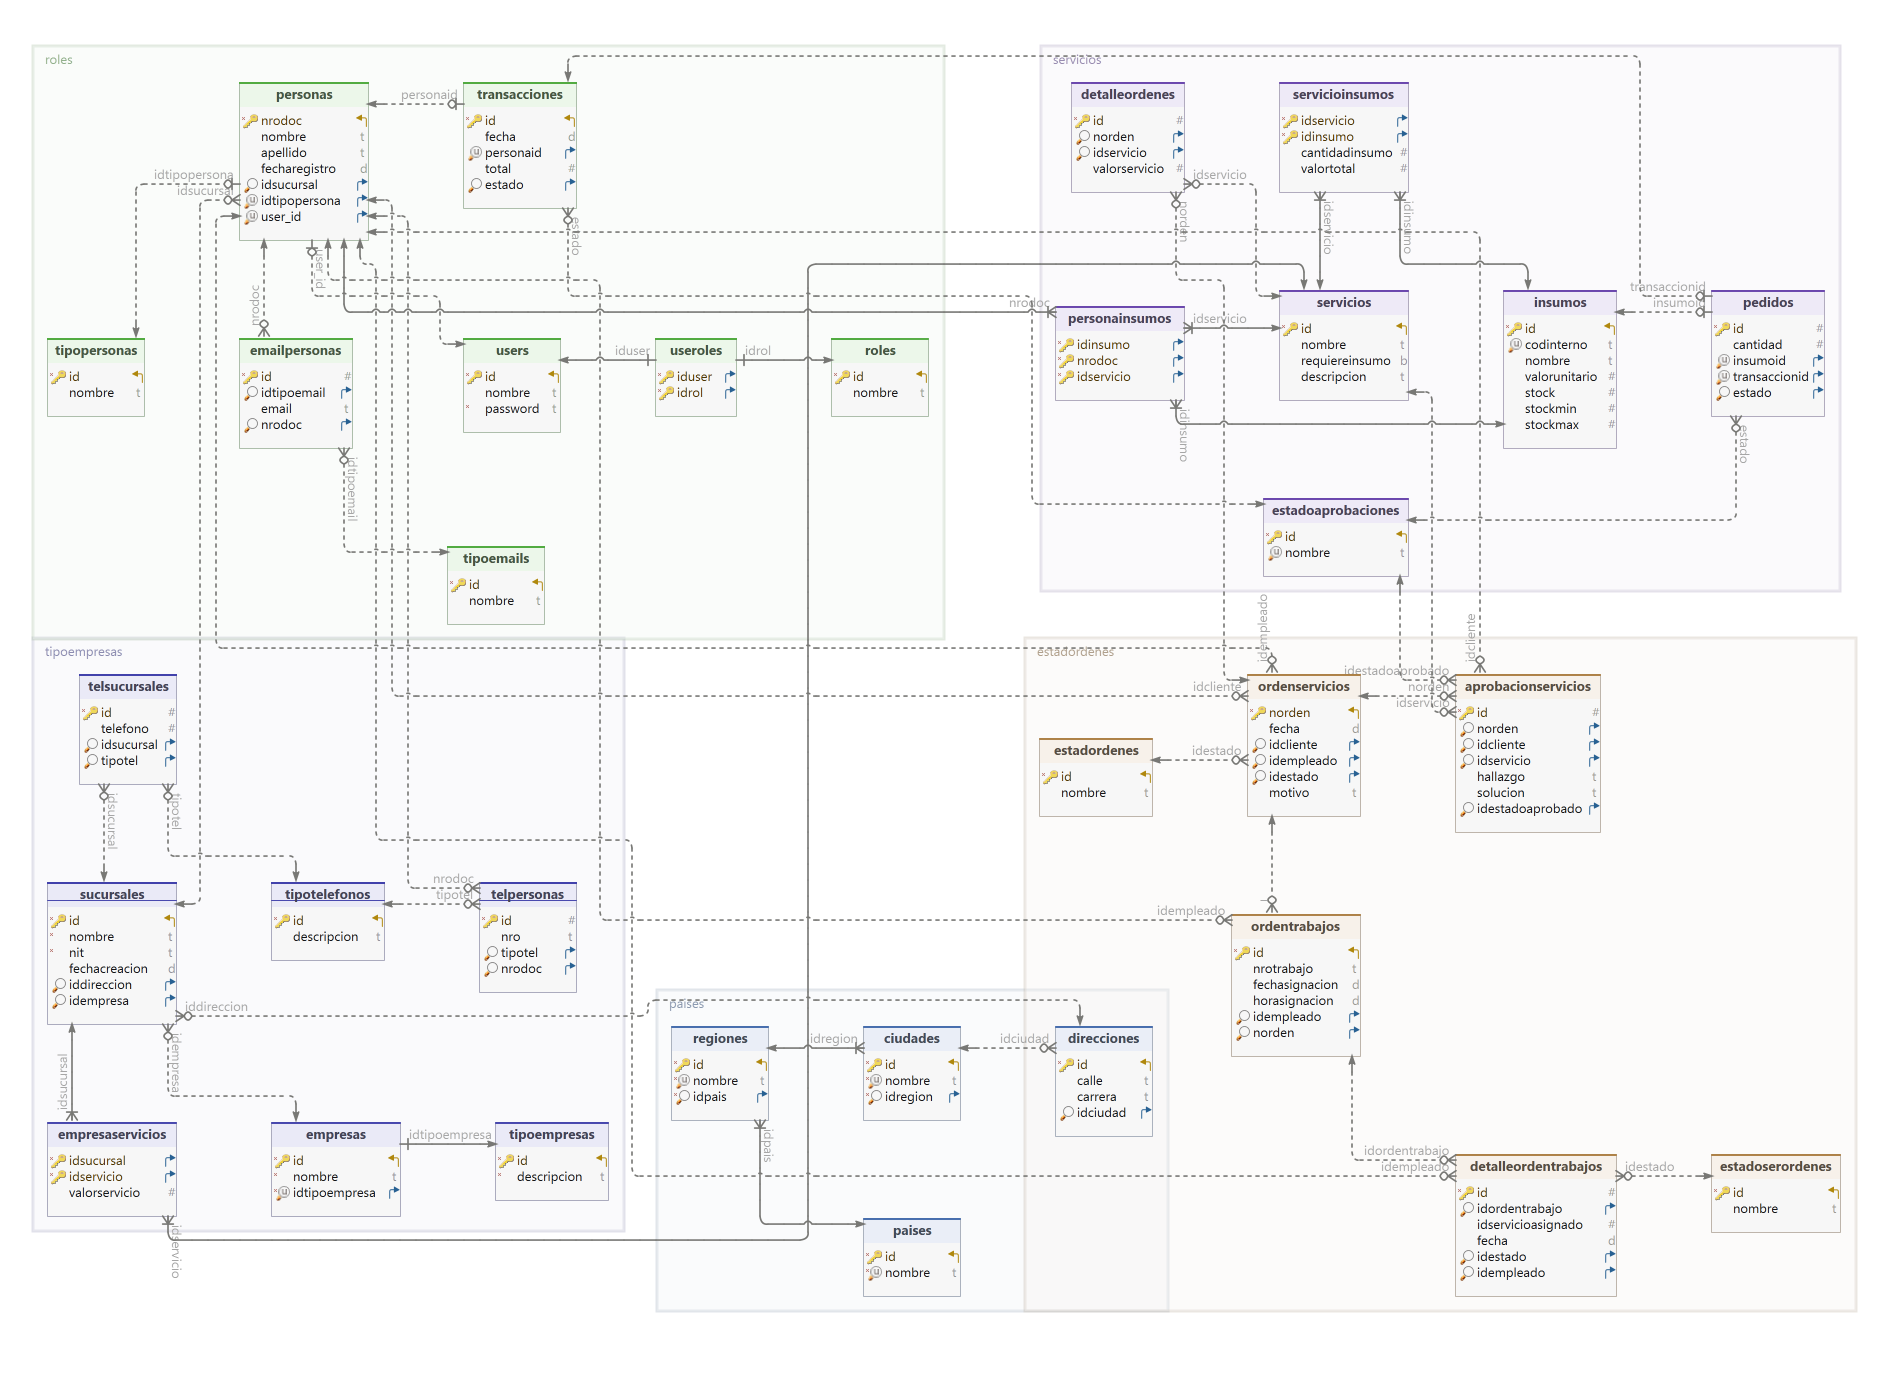 roles
personas
nrodoc
nombre t
apellido t
fecharegistro d
idsucursal
idtipopersona
user_id
personaid
transacciones
id
fecha d
personaid
total #
estado
idtipopersona
idsucursal
estado
user_id
nrodoc
tipopersonas
id
nombre t
emailpersonas
id #
idtipoemail
email t
nrodoc
users
id
nombre t
password t
iduser
useroles
iduser
idrol
idrol
roles
id
nombre t
idtipoemail
tipoemails
id
nombre t
servicios
detalleordenes
id #
norden
idservicio
valorservicio #
servicioinsumos
idservicio
idinsumo
cantidadinsumo #
valortotal #
idservicio
norden
idservicio
idinsumo
nrodoc
personainsumos
idinsumo
nrodoc
idservicio
idservicio
servicios
id
nombre t
requiereinsumo b
descripcion t
insumos
id
codinterno t
nombre t
valorunitario #
stock #
stockmin #
stockmax #
transaccionid
insumoid
pedidos
id #
cantidad #
insumoid
transaccionid
estado
idinsumo
estado
estadoaprobaciones
id
nombre t
tipoempresas
telsucursales
id #
telefono #
idsucursal
tipotel
idsucursal
tipotel
sucursales
id
nombre t
nit t
fechacreacion d
iddireccion
idempresa
tipotelefonos
id
descripcion t
nrodoc
tipotel
telpersonas
id #
nro t
tipotel
nrodoc
iddireccion
idempresa
idsucursal
empresaservicios
idsucursal
idservicio
valorservicio #
empresas
id
nombre t
idtipoempresa
idtipoempresa
tipoempresas
id
descripcion t
idservicio
paises
regiones
id
nombre t
idpais
idregion
ciudades
id
nombre t
idregion
idciudad
direcciones
id
calle t
carrera t
idciudad
idpais
paises
id
nombre t
estadordenes
idempleado
idcliente
idcliente
ordenservicios
norden
fecha d
idcliente
idempleado
idestado
motivo t
idestadoaprobado
norden
idservicio
aprobacionservicios
id #
norden
idcliente
idservicio
hallazgo t
solucion t
idestadoaprobado
estadordenes
id
nombre t
idestado
idempleado
ordentrabajos
id
nrotrabajo t
fechasignacion d
horasignacion d
idempleado
norden
idordentrabajo
idempleado
detalleordentrabajos
id #
idordentrabajo
idservicioasignado #
fecha d
idestado
idempleado
idestado
estadoserordenes
id
nombre t